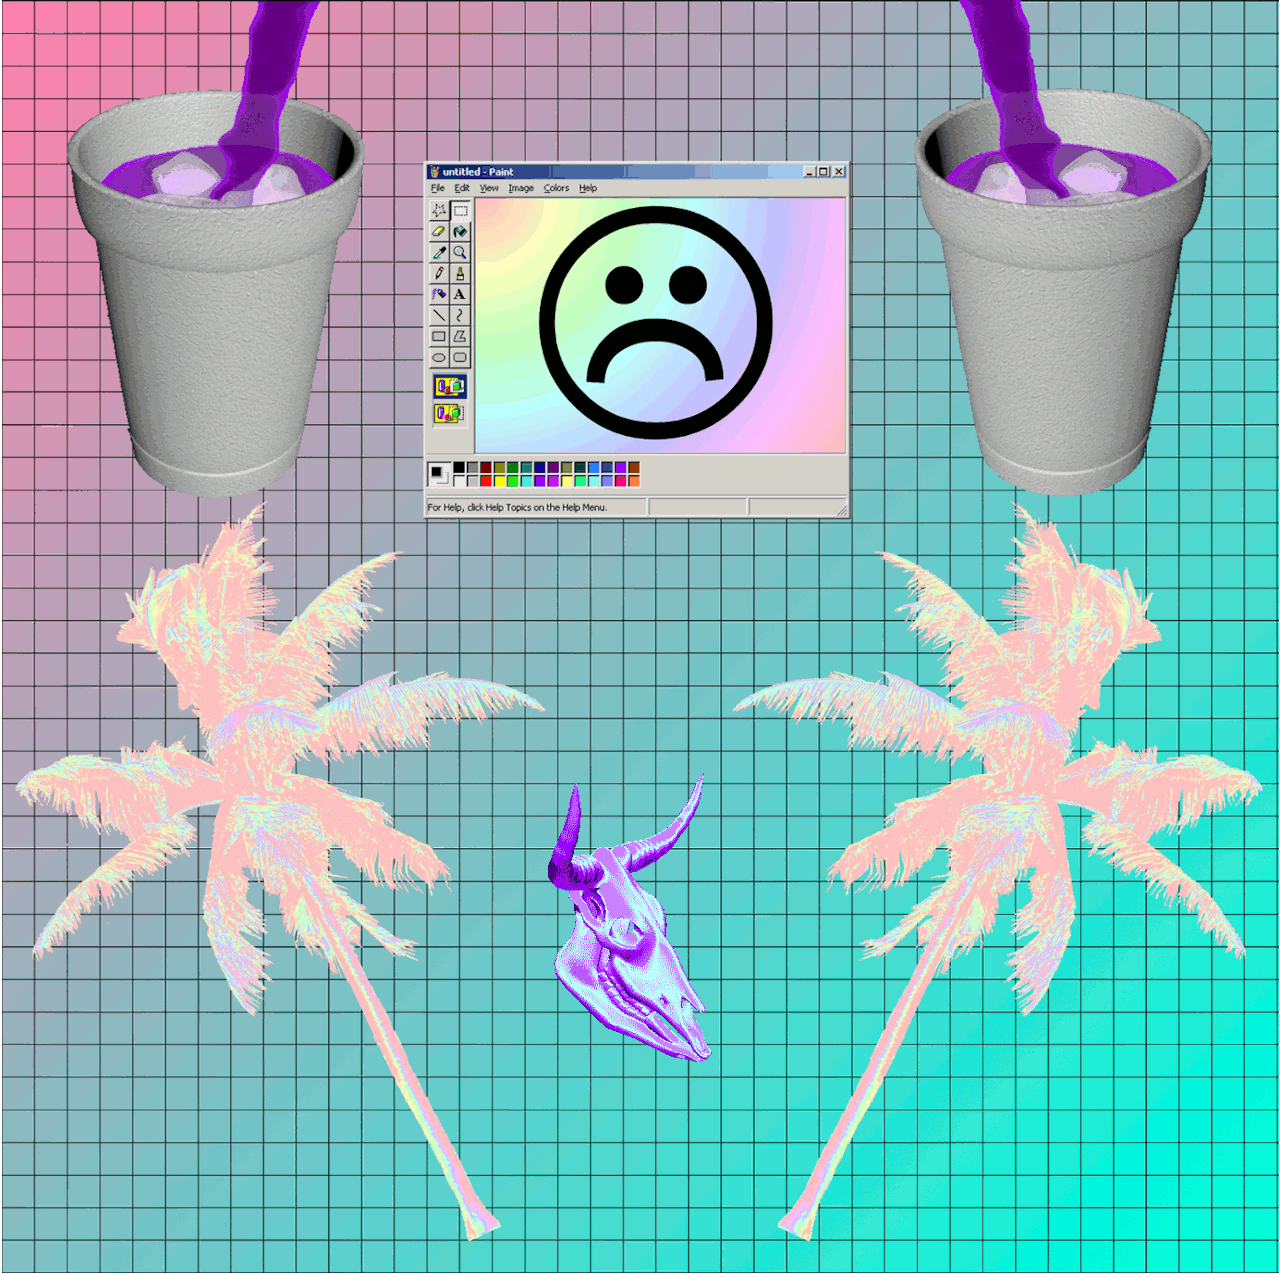 untitled - Paint
File Edit View Image Colors Help
A
For Help, click Help Topics on the Help Menu.